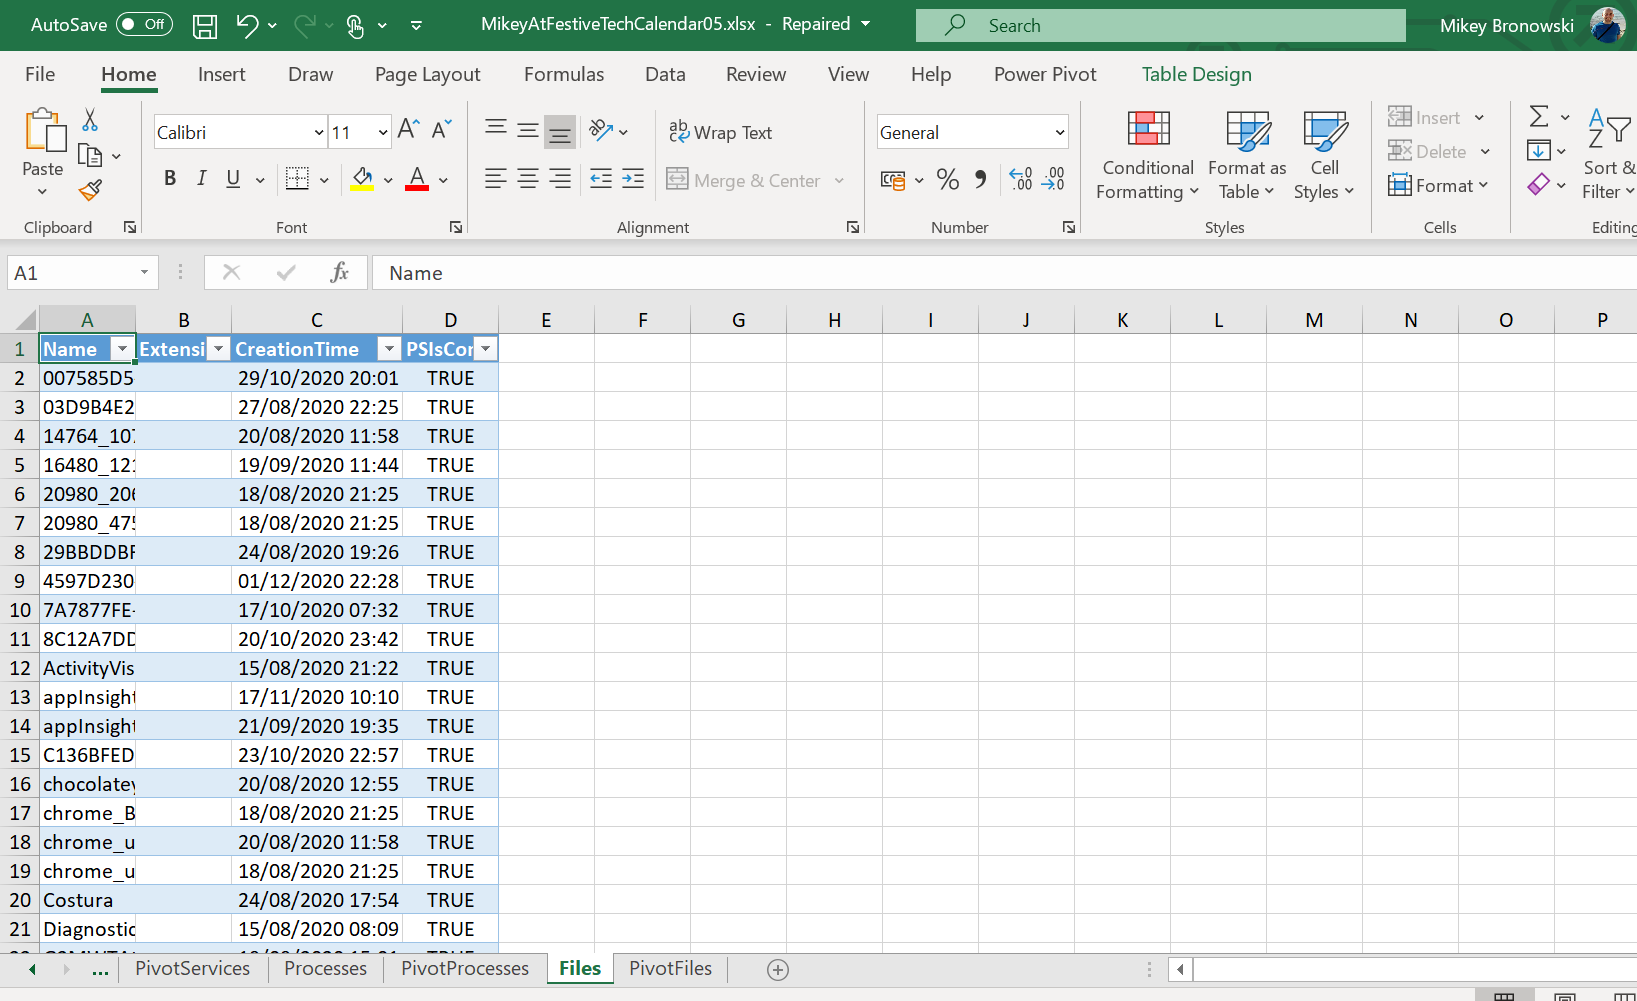 AutoSave Off MikeyAtFestiveTechCalendar05.xlsx - Repaired Search Mikey Bronowski
File Home Insert Draw Page Layout Formulas Data Review View Help Power Pivot Table Design
Calibri 11 ab Wrap Text General Insert Σ
Paste Conditional Format as Cell Delete Sort &
B I U A Merge & Center % Formatting Table Styles Format Filter
Clipboard Font Alignment Number Styles Cells Editing
A1 fx Name
A B C D E F G H I J K L M N O P
1 Name Extensi CreationTime PSIsCor
2 007585D5 29/10/2020 20:01 TRUE
3 03D9B4E2 27/08/2020 22:25 TRUE
4 14764_107 20/08/2020 11:58 TRUE
5 16480_121 19/09/2020 11:44 TRUE
6 20980_206 18/08/2020 21:25 TRUE
7 20980_475 18/08/2020 21:25 TRUE
8 29BBDDBF 24/08/2020 19:26 TRUE
9 4597D230 01/12/2020 22:28 TRUE
10 7A7877FE- 17/10/2020 07:32 TRUE
11 8C12A7DD 20/10/2020 23:42 TRUE
12 ActivityVis 15/08/2020 21:22 TRUE
13 appInsight 17/11/2020 10:10 TRUE
14 appInsight 21/09/2020 19:35 TRUE
15 C136BFED 23/10/2020 22:57 TRUE
16 chocolatey 20/08/2020 12:55 TRUE
17 chrome_B 18/08/2020 21:25 TRUE
18 chrome_u 20/08/2020 11:58 TRUE
19 chrome_u 18/08/2020 21:25 TRUE
20 Costura 24/08/2020 17:54 TRUE
21 Diagnostic 15/08/2020 08:09 TRUE
... PivotServices Processes PivotProcesses Files PivotFiles